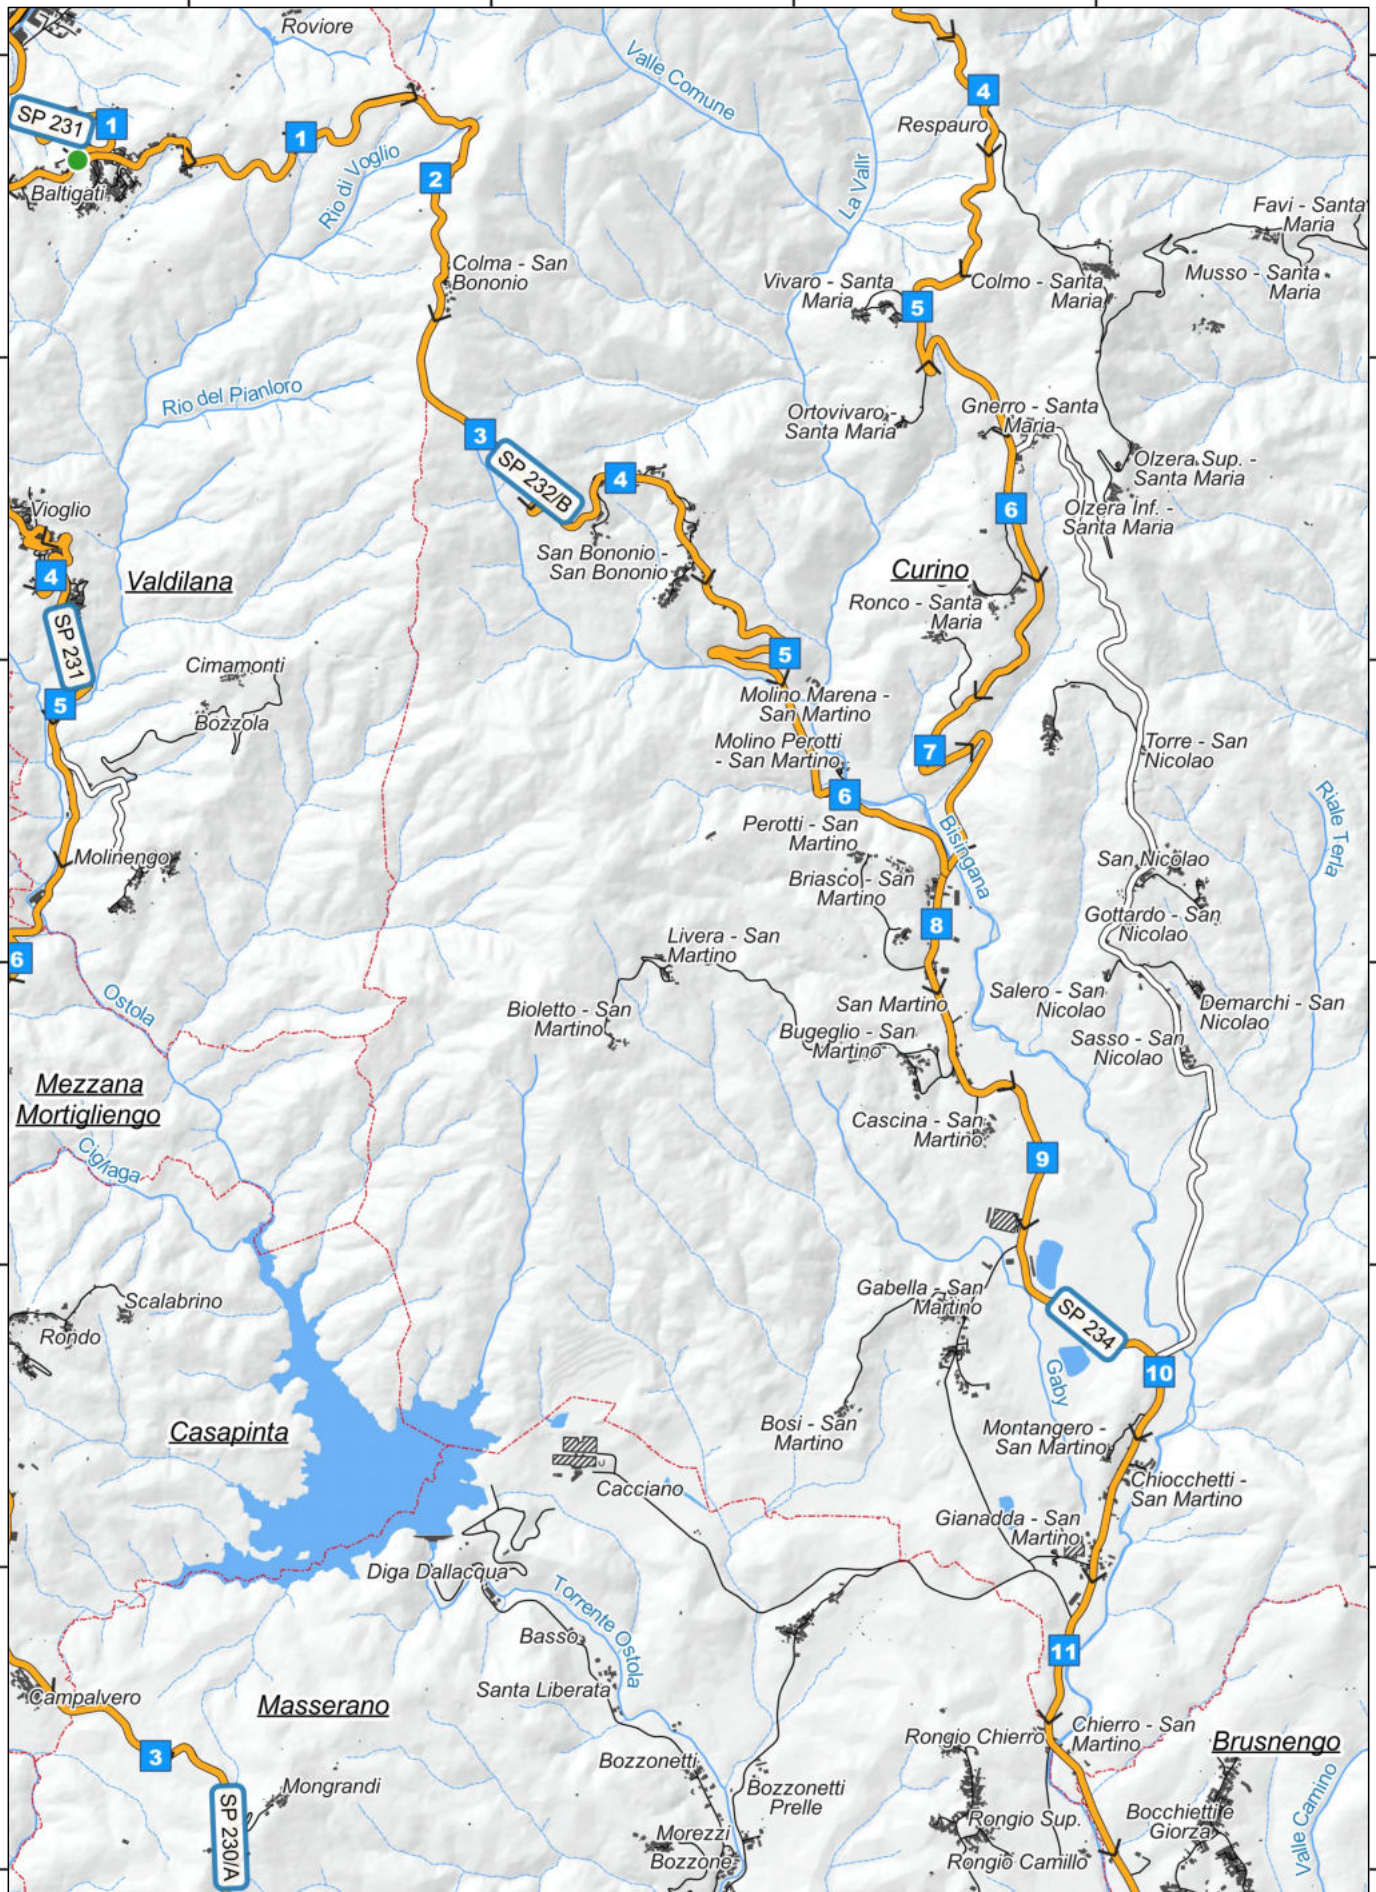 Roviore
Valle Comune
4
SP 231
1
1
Respauro
Rio di Voglio
2
La Vallr
Baltigati
Favi - Santa
Maria
Colma - San
Bononio
Vivaro - Santa
Maria
Colmo - Santa
Maria
Musso - Santa
Maria
5
Rio del Pianloro
Ortovivaro -
Santa Maria
Gnerro - Santa
Maria
3
SP 232/B
4
Olzera Sup. -
Santa Maria
Vioglio
6
Olzera Inf. -
Santa Maria
San Bononio -
San Bononio
4
Valdilana
Curino
Ronco - Santa
Maria
SP 231
5
Cimamonti
5
Molino Marena -
San Martino
Bozzola
Molino Perotti
- San Martino
7
Torre - San
Nicolao
6
Riale Terla
Perotti - San
Martino
Bisingana
Molinengo
San Nicolao
Briasco - San
Martino
8
Gottardo - San
Nicolao
6
Livera - San
Martino
Ostola
Bioletto - San
Martino
San Martino
Salero - San
Nicolao
Demarchi - San
Nicolao
Bugeglio - San
Martino
Sasso - San
Nicolao
Mezzana
Mortigliengo
Cascina - San
Martino
Cigliaga
9
Scalabrino
Gabella - San
Martino
Rondo
SP 234
10
Gaby
Casapinta
Bosi - San
Martino
Montangero -
San Martino
Cacciano
Chiocchetti -
San Martino
Gianadda - San
Martino
Diga Dallacqua
Torrente Ostola
Basso
11
Santa Liberata
Campalvero
Masserano
Rongio Chierro
Chierro - San
Martino
Brusnengo
3
Bozzonetti
Mongrandi
Bozzonetti
Prelle
SP 230/A
Rongio Sup.
Bocchietti e
Giorza
Valle Camino
Morezzi
Bozzone
Rongio Camillo